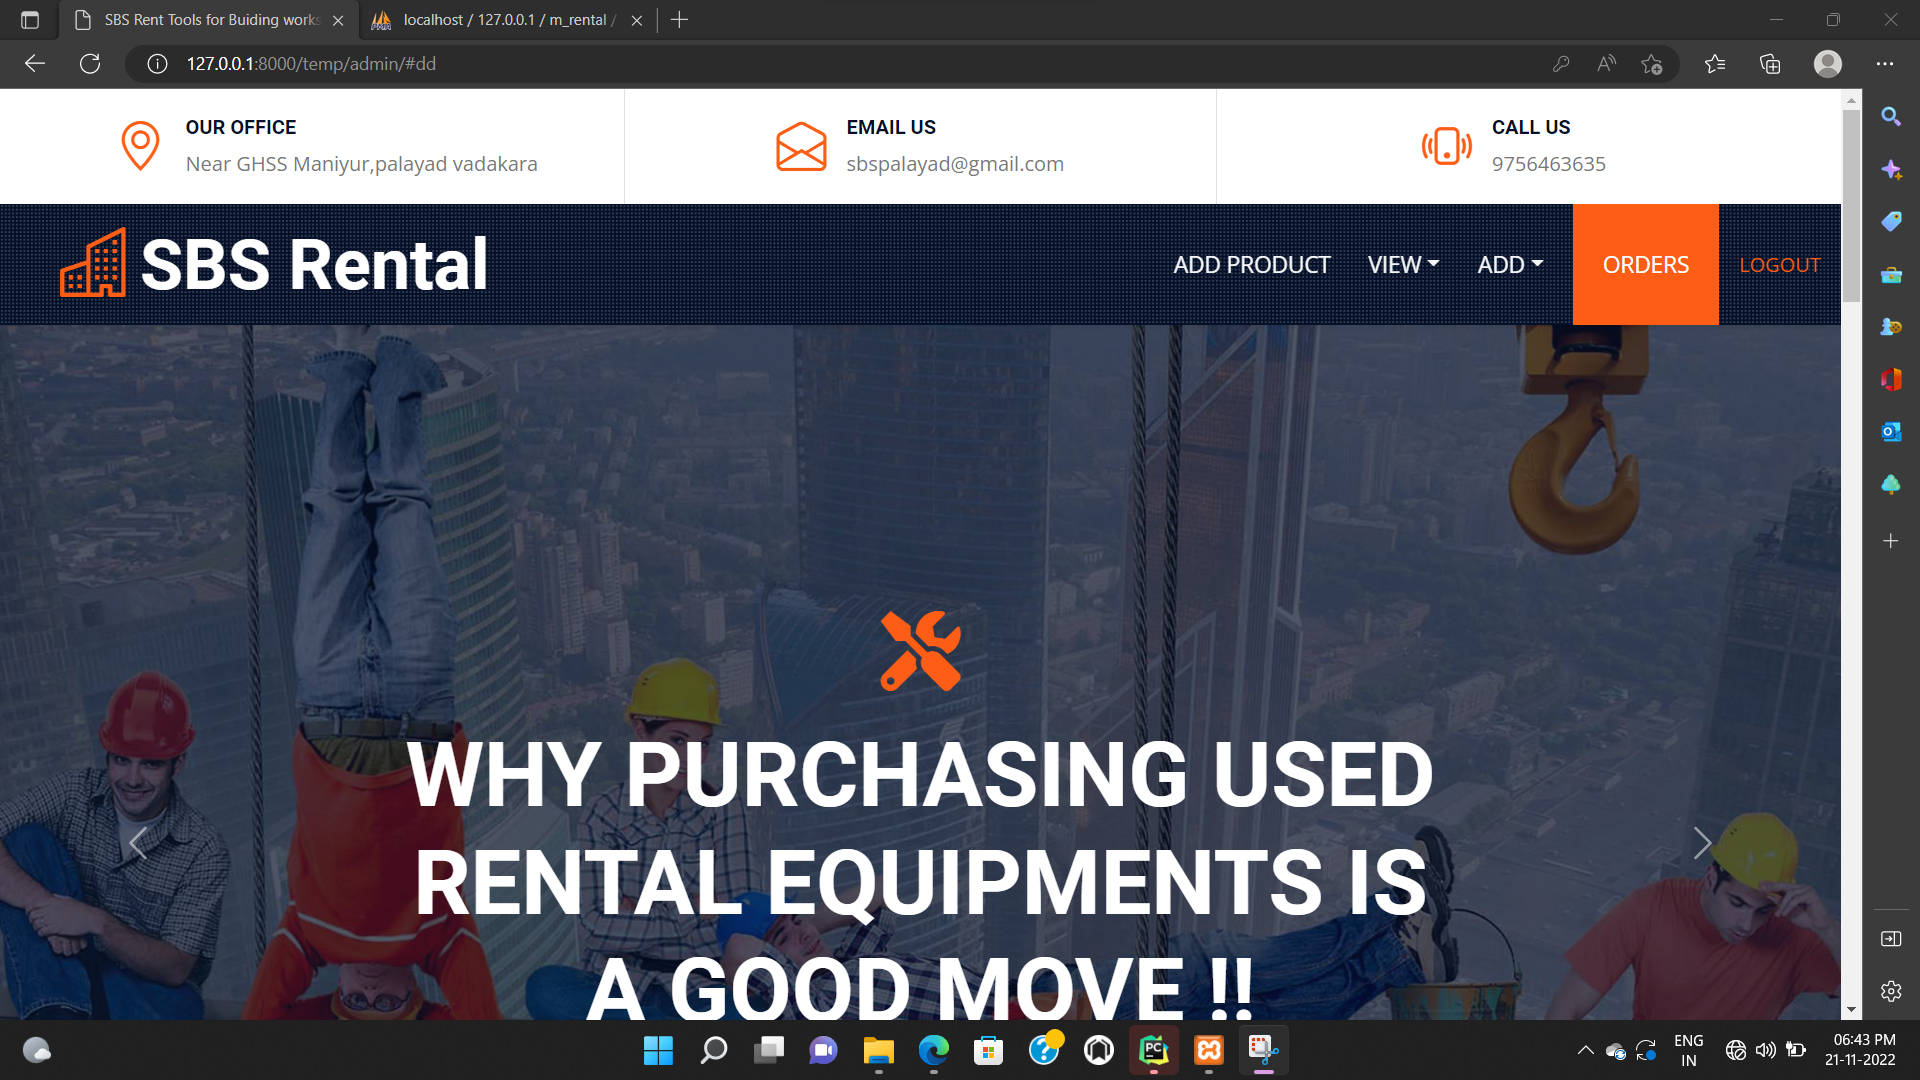 SBS Rent Tools for Buiding works
localhost / 127.0.0.1 / m_rental /
127.0.0.1:8000/temp/admin/#dd
OUR OFFICE
Near GHSS Maniyur,palayad vadakara
EMAIL US
sbspalayad@gmail.com
CALL US
9756463635
SBS Rental
ADD PRODUCT VIEW ADD ORDERS LOGOUT
WHY PURCHASING USED
RENTAL EQUIPMENTS IS
A GOOD MOVE !!
ENG
IN
06:43 PM
21-11-2022